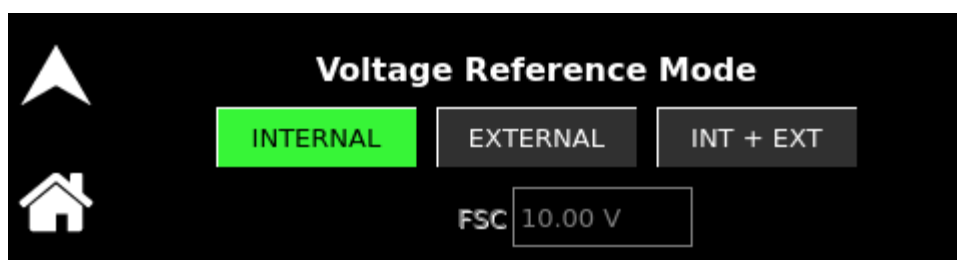 Voltage Reference Mode
INTERNAL EXTERNAL INT + EXT
FSC 10.00 V